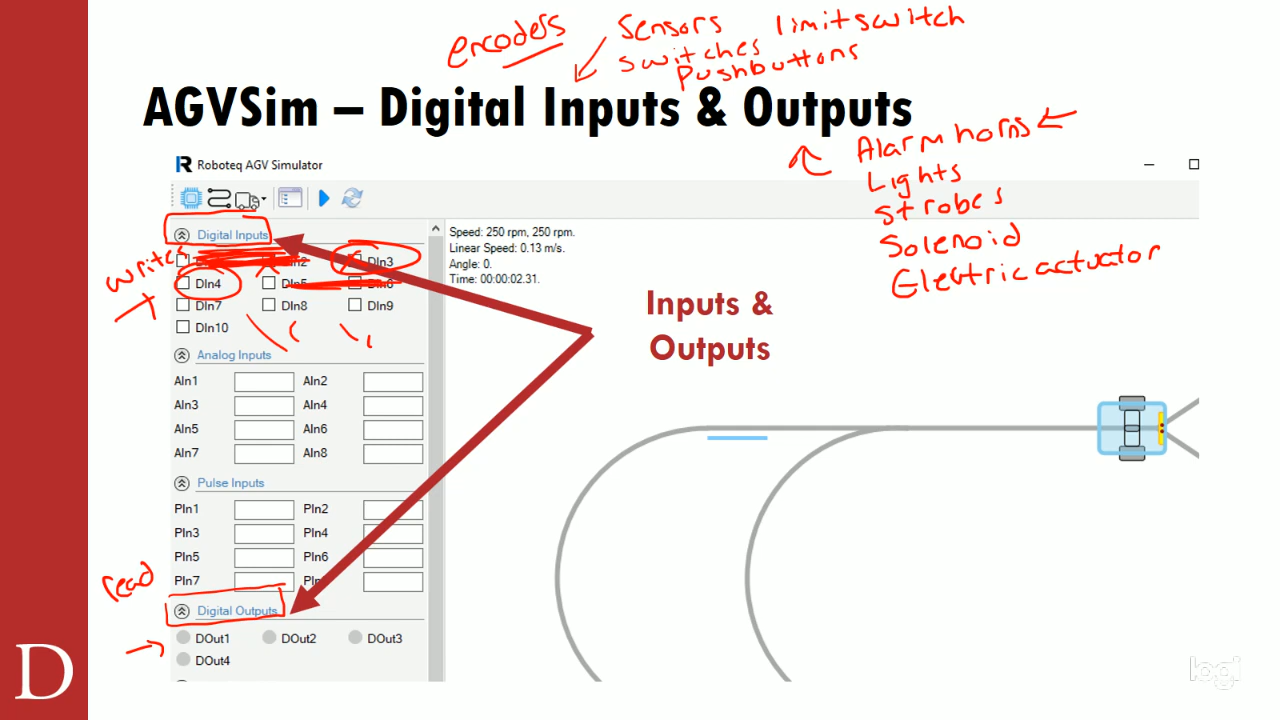 encoders
Sensors limitswitch
switches
pushbuttons
AGVSim – Digital Inputs & Outputs
Alarm horns
Lights
Strobes
Solenoid
Electric actuator
R Roboteq AGV Simulator
Digital Inputs
writes
DIn3
DIn4 DIn5
DIn7 DIn8 DIn9
DIn10
Analog Inputs
AIn1 AIn2
AIn3 AIn4
AIn5 AIn6
AIn7 AIn8
Pulse Inputs
PIn1 PIn2
PIn3 PIn4
PIn5 PIn6
PIn7
read
Digital Outputs
DOut1 DOut2 DOut3
DOut4
Speed: 250 rpm, 250 rpm.
Linear Speed: 0.13 m/s.
Angle: 0.
Time: 00:00:02.31.
Inputs &
Outputs
D
logi